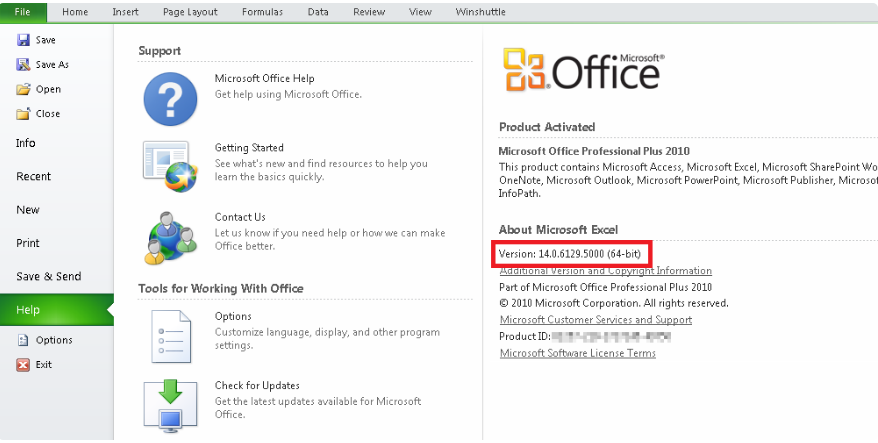 File Home Insert Page Layout Formulas Data Review View Winshuttle
Save
Save As
Open
Close
Info
Recent
New
Print
Save & Send
Help
Options
Exit
Support
Microsoft Office Help
Get help using Microsoft Office.
Getting Started
See what's new and find resources to help you
learn the basics quickly.
Contact Us
Let us know if you need help or how we can make
Office better.
Tools for Working With Office
Options
Customize language, display, and other program
settings.
Check for Updates
Get the latest updates available for Microsoft
Office.
Microsoft®
Office
Product Activated
Microsoft Office Professional Plus 2010
This product contains Microsoft Access, Microsoft Excel, Microsoft SharePoint Wo
OneNote, Microsoft Outlook, Microsoft PowerPoint, Microsoft Publisher, Microsof
InfoPath.
About Microsoft Excel
Version: 14.0.6129.5000 (64-bit)
Additional Version and Copyright Information
Part of Microsoft Office Professional Plus 2010
© 2010 Microsoft Corporation. All rights reserved.
Microsoft Customer Services and Support
Product ID:
Microsoft Software License Terms